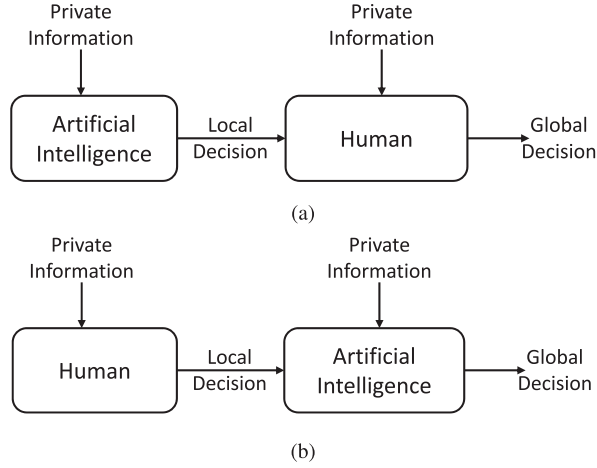 Private
Information
Private
Information
Artificial
Intelligence
Local
Decision
Human
Global
Decision
(a)
Private
Information
Private
Information
Human
Local
Decision
Artificial
Intelligence
Global
Decision
(b)